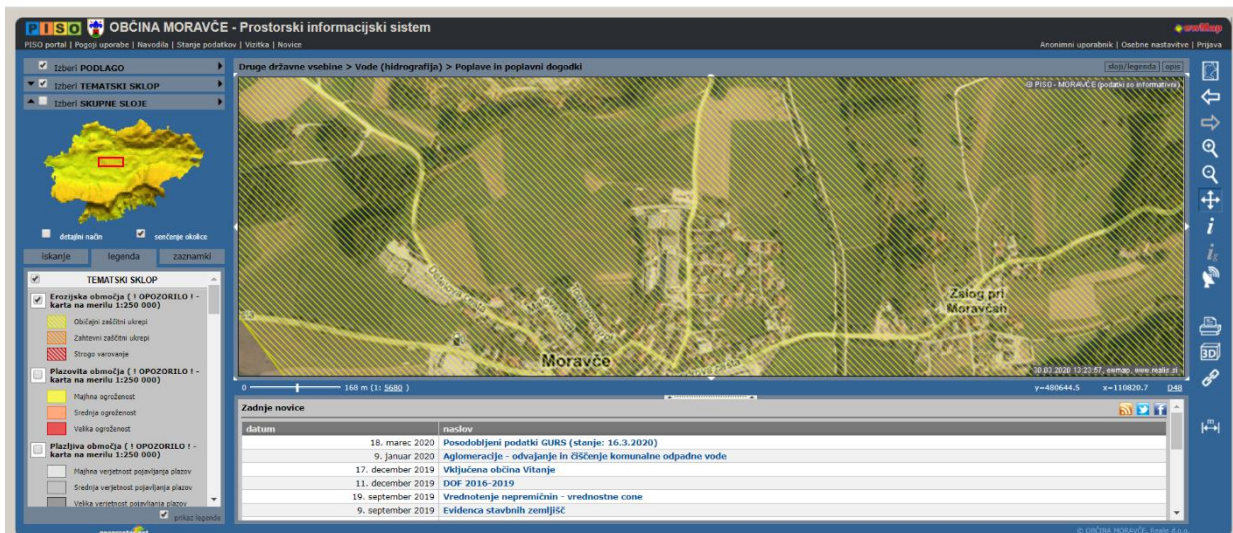 PISO OBČINA MORAVČE - Prostorski informacijski sistem
PISO portal | Pogoji uporabe | Navodila | Stanje podatkov | Vizitka | Novice
Anonimni uporabnik | Osebne nastavitve | Prijava
Izberi PODLAGO
Izberi TEMATSKI SKLOP
Izberi SKUPNE SLOJE
detajlni način
senčenje okolice
iskanje
legenda
zaznamki
TEMATSKI SKLOP
Erozijska območja ( ! OPOZORILO ! -
karta na merilu 1:250 000)
Običajni zaščitni ukrepi
Zahtevni zaščitni ukrepi
Strogo varovanje
Plazovita območja ( ! OPOZORILO ! -
karta na merilu 1:250 000)
Majhna ogroženost
Srednja ogroženost
Velika ogroženost
Plazljiva območja ( ! OPOZORILO ! -
karta na merilu 1:250 000)
Majhna verjetnost pojavljanja plazov
Srednja verjetnost pojavljanja plazov
Velika verjetnost pojavljanja plazov
prikaz legende
Druge državne vsebine > Vode (hidrografija) > Poplave in poplavni dogodki
sloji/legenda
opis
© PISO - MORAVČE (podatki so informativni)
Zalog pri
Moravčah
Moravče
30.03.2020 13:23:57, ewmap, www.realis.si
0
168 m (1: 5680 )
y=480644.5
x=110820.7
D48
Zadnje novice
datum naslov
18. marec 2020 Posodobljeni podatki GURS (stanje: 16.3.2020)
9. januar 2020 Aglomeracije - odvajanje in čiščenje komunalne odpadne vode
17. december 2019 Vključena občina Vitanje
11. december 2019 DOF 2016-2019
19. september 2019 Vrednotenje nepremičnin - vrednostne cone
9. september 2019 Evidenca stavbnih zemljišč
3D
m
© OBČINA MORAVČE, Realis d.o.o.